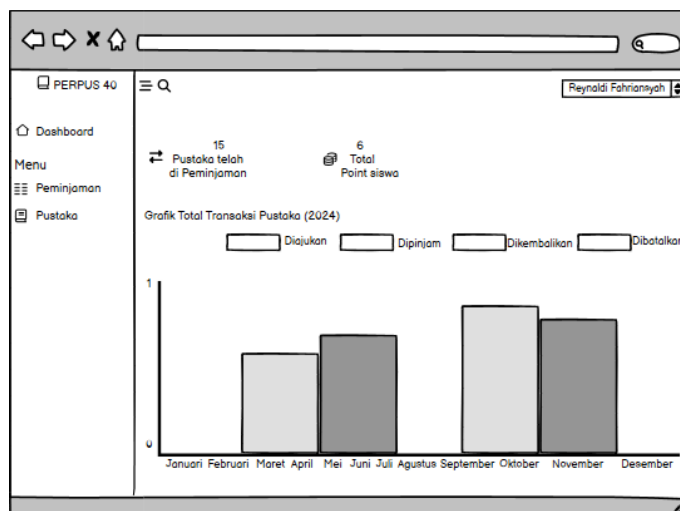 PERPUS 40
Reynaldi Fahriansyah
Dashboard
Menu
Peminjaman
Pustaka
15
Pustaka telah
di Peminjaman
6
Total
Point siswa
Grafik Total Transaksi Pustaka (2024)
Diajukan Dipinjam Dikembalikan Dibatalkan
1
0
Januari Februari Maret April Mei Juni Juli Agustus September Oktober November Desember